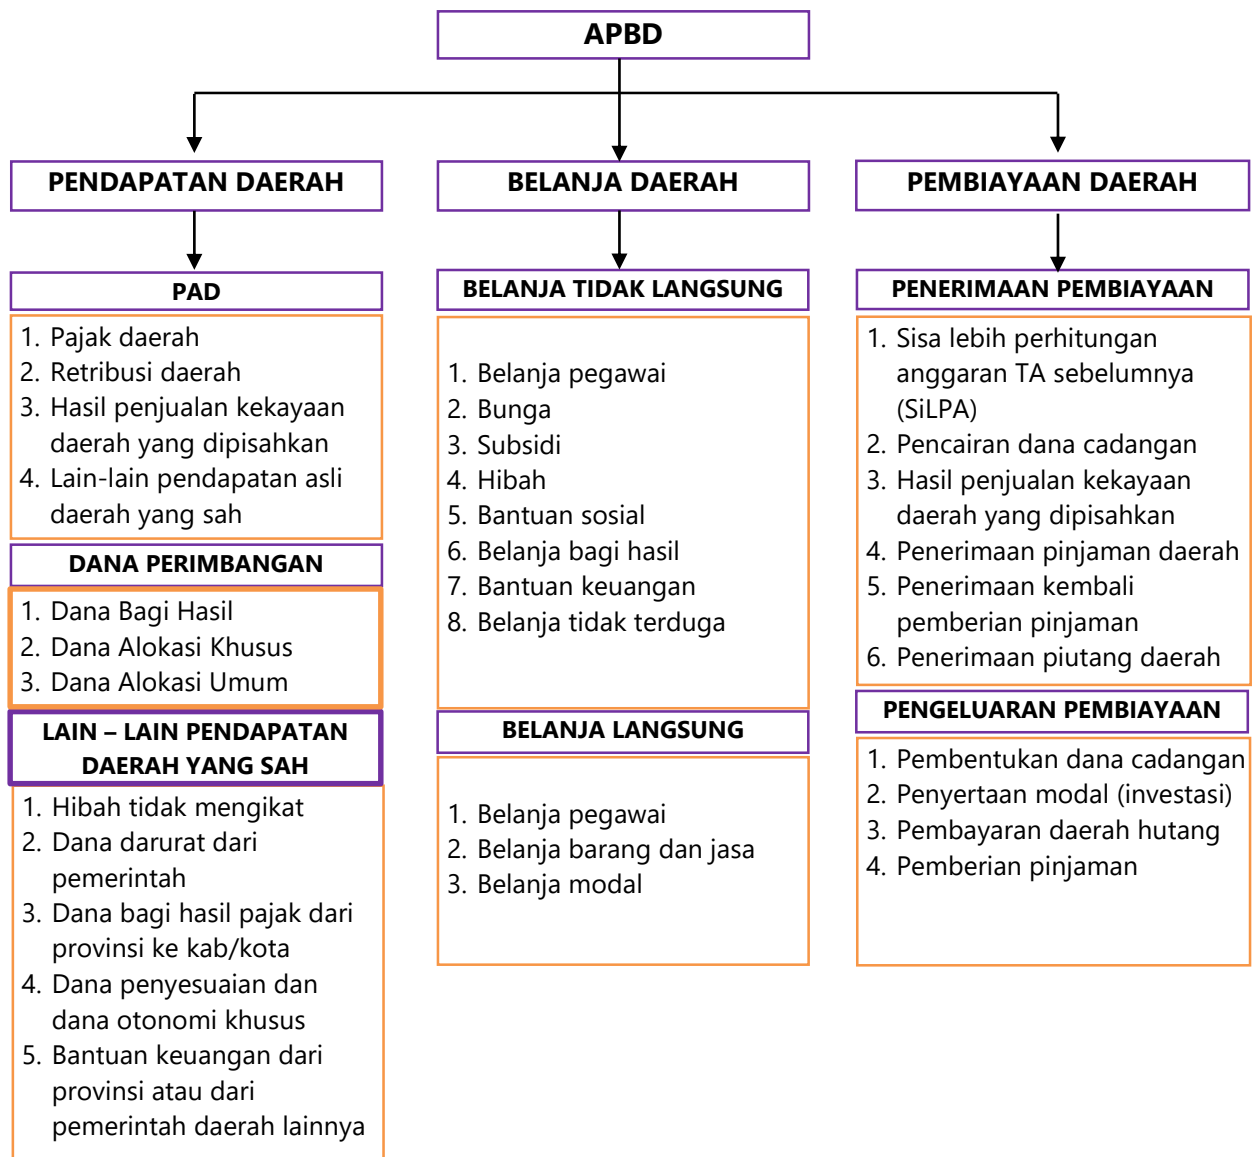 APBD
PENDAPATAN DAERAH
PAD
1. Pajak daerah
2. Retribusi daerah
3. Hasil penjualan kekayaan
daerah yang dipisahkan
4. Lain-lain pendapatan asli
daerah yang sah
DANA PERIMBANGAN
1. Dana Bagi Hasil
2. Dana Alokasi Khusus
3. Dana Alokasi Umum
LAIN – LAIN PENDAPATAN
DAERAH YANG SAH
1. Hibah tidak mengikat
2. Dana darurat dari
pemerintah
3. Dana bagi hasil pajak dari
provinsi ke kab/kota
4. Dana penyesuaian dan
dana otonomi khusus
5. Bantuan keuangan dari
provinsi atau dari
pemerintah daerah lainnya
BELANJA DAERAH
BELANJA TIDAK LANGSUNG
1. Belanja pegawai
2. Bunga
3. Subsidi
4. Hibah
5. Bantuan sosial
6. Belanja bagi hasil
7. Bantuan keuangan
8. Belanja tidak terduga
BELANJA LANGSUNG
1. Belanja pegawai
2. Belanja barang dan jasa
3. Belanja modal
PEMBIAYAAN DAERAH
PENERIMAAN PEMBIAYAAN
1. Sisa lebih perhitungan
anggaran TA sebelumnya
(SiLPA)
2. Pencairan dana cadangan
3. Hasil penjualan kekayaan
daerah yang dipisahkan
4. Penerimaan pinjaman daerah
5. Penerimaan kembali
pemberian pinjaman
6. Penerimaan piutang daerah
PENGELUARAN PEMBIAYAAN
1. Pembentukan dana cadangan
2. Penyertaan modal (investasi)
3. Pembayaran daerah hutang
4. Pemberian pinjaman